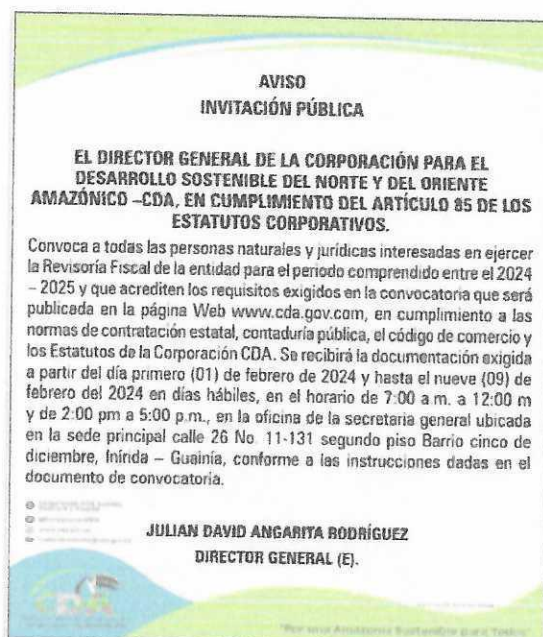 AVISO
INVITACIÓN PÚBLICA
EL DIRECTOR GENERAL DE LA CORPORACIÓN PARA EL
DESARROLLO SOSTENIBLE DEL NORTE Y DEL ORIENTE
AMAZÓNICO –CDA, EN CUMPLIMIENTO DEL ARTÍCULO 85 DE LOS
ESTATUTOS CORPORATIVOS.
Convoca a todas las personas naturales y jurídicas interesadas en ejercer
la Revisoría Fiscal de la entidad para el periodo comprendido entre el 2024
– 2025 y que acrediten los requisitos exigidos en la convocatoria que será
publicada en la página Web www.cda.gov.com, en cumplimiento a las
normas de contratación estatal, contaduría pública, el código de comercio y
los Estatutos de la Corporación CDA. Se recibirá la documentación exigida
a partir del día primero (01) de febrero de 2024 y hasta el nueve (09) de
febrero del 2024 en días hábiles, en el horario de 7:00 a.m. a 12:00 m
y de 2:00 pm a 5:00 p.m., en la oficina de la secretaria general ubicada
en la sede principal calle 26 No. 11-131 segundo piso Barrio cinco de
diciembre, Inírida – Guainía, conforme a las instrucciones dadas en el
documento de convocatoria.
JULIAN DAVID ANGARITA RODRÍGUEZ
DIRECTOR GENERAL (E).
"Por una Amazonia Sostenible para Todos"